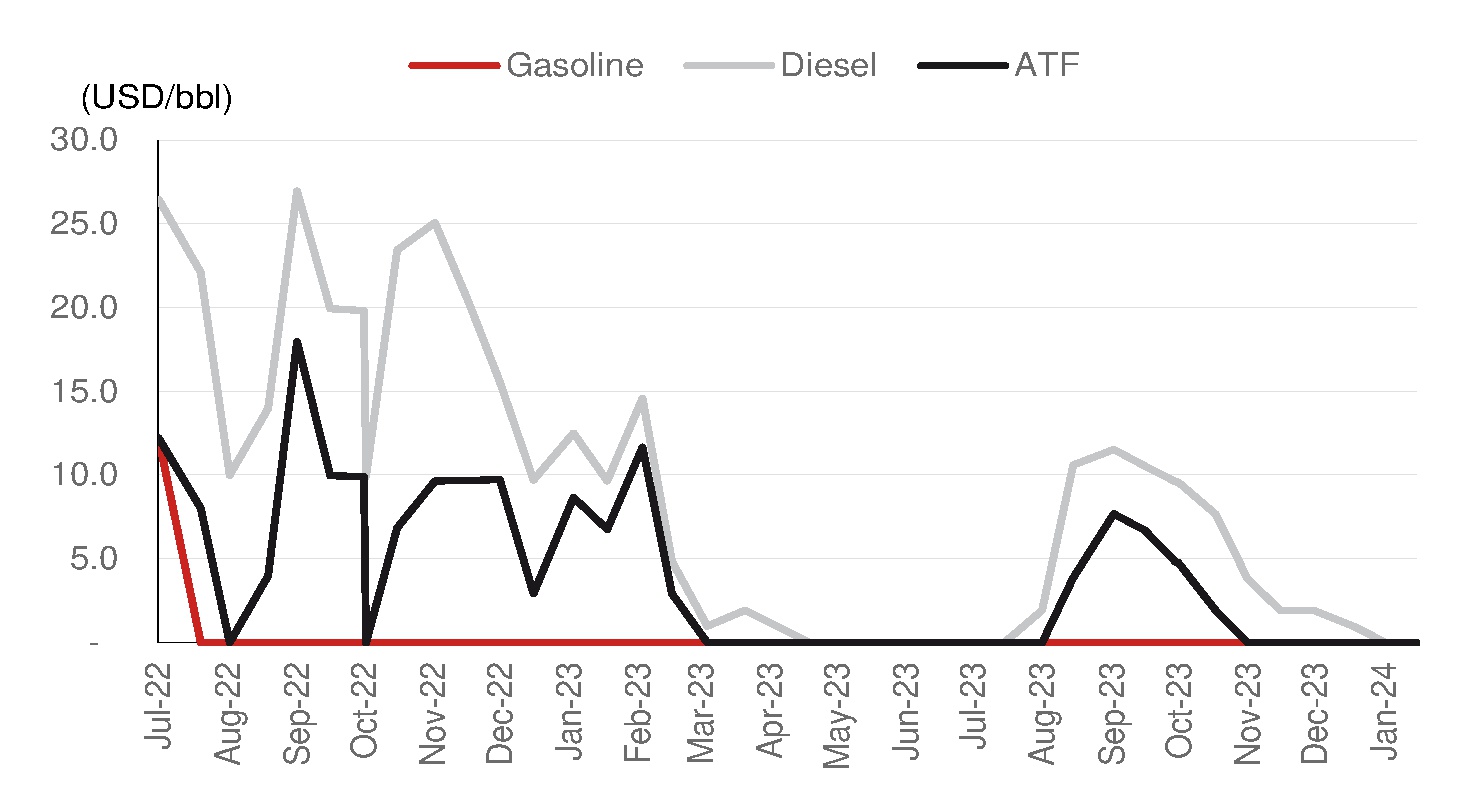 Gasoline Diesel ATF
(USD/bbl)
30.0
25.0
20.0
15.0
10.0
5.0
-
Jul-22 Aug-22 Sep-22 Oct-22 Nov-22 Dec-22 Jan-23 Feb-23 Mar-23 Apr-23 May-23 Jun-23 Jul-23 Aug-23 Sep-23 Oct-23 Nov-23 Dec-23 Jan-24